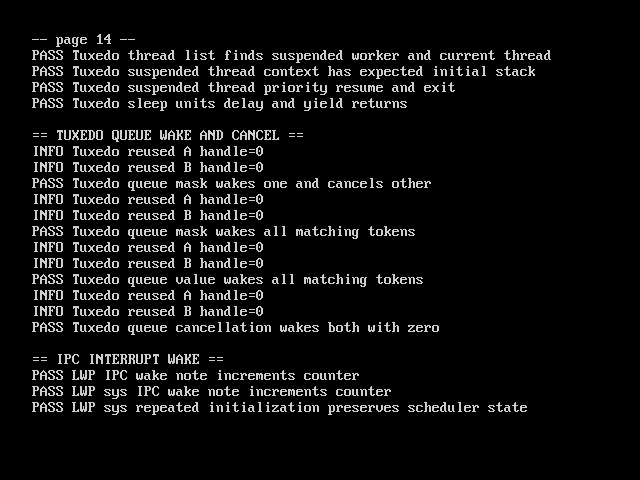 -- page 14 --
PASS Tuxedo thread list finds suspended worker and current thread
PASS Tuxedo suspended thread context has expected initial stack
PASS Tuxedo suspended thread priority resume and exit
PASS Tuxedo sleep units delay and yield returns
== TUXEDO QUEUE WAKE AND CANCEL ==
INFO Tuxedo reused A handle=0
INFO Tuxedo reused B handle=0
PASS Tuxedo queue mask wakes one and cancels other
INFO Tuxedo reused A handle=0
INFO Tuxedo reused B handle=0
PASS Tuxedo queue mask wakes all matching tokens
INFO Tuxedo reused A handle=0
INFO Tuxedo reused B handle=0
PASS Tuxedo queue value wakes all matching tokens
INFO Tuxedo reused A handle=0
INFO Tuxedo reused B handle=0
PASS Tuxedo queue cancellation wakes both with zero
== IPC INTERRUPT WAKE ==
PASS LWP IPC wake note increments counter
PASS LWP sys IPC wake note increments counter
PASS LWP sys repeated initialization preserves scheduler state